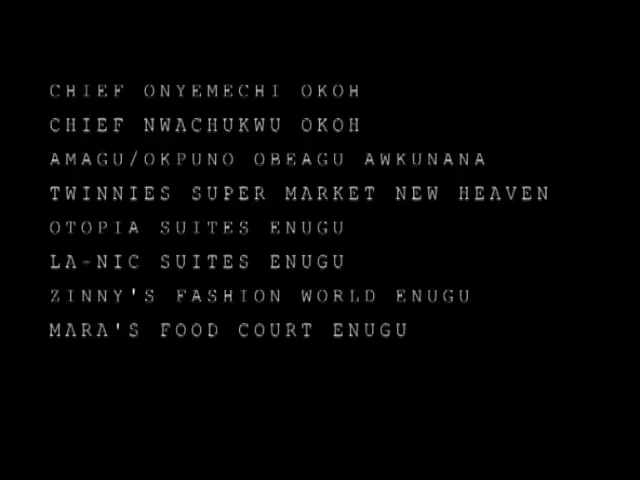 CHIEF ONYEMECHI OKOH
CHIEF NWACHUKWU OKOH
AMAGU/OKPUNO OBEAGU AWKUNANA
TWINNIES SUPER MARKET NEW HEAVEN
OTOPIA SUITES ENUGU
LA-NIC SUITES ENUGU
ZINNY'S FASHION WORLD ENUGU
MARA'S FOOD COURT ENUGU